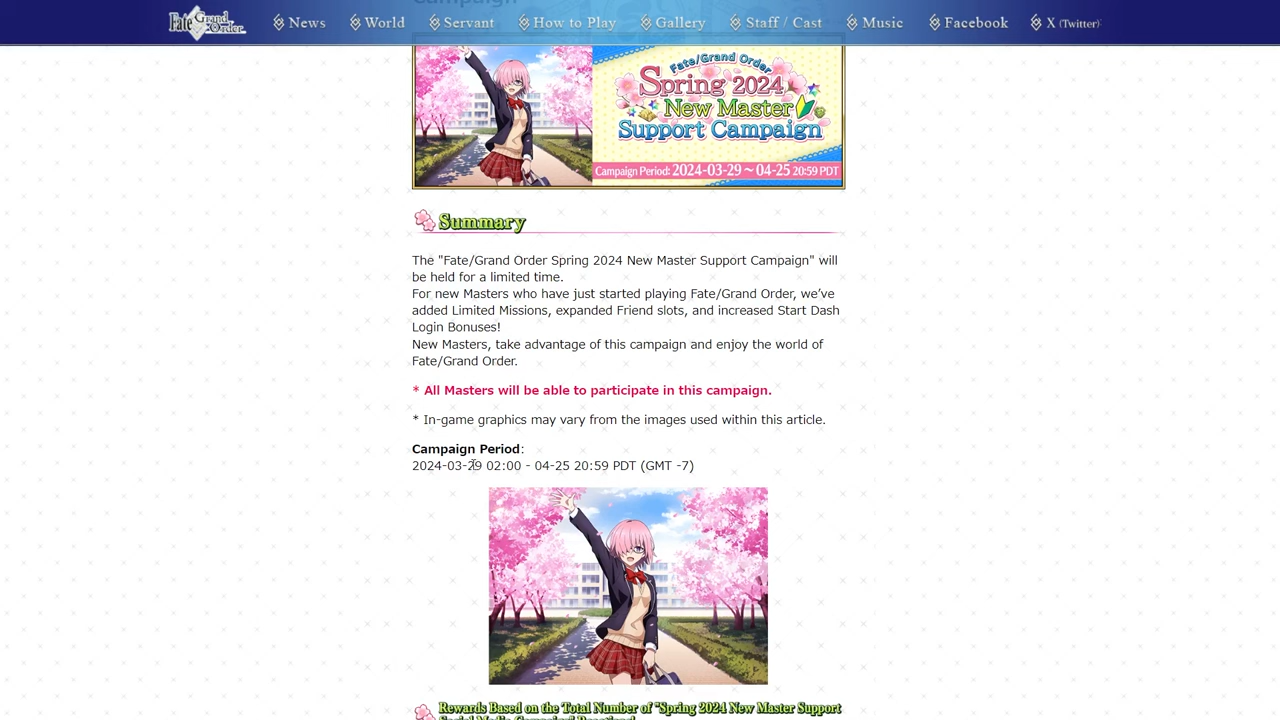 Fate Grand Order
News
World
Servant
How to Play
Gallery
Staff / Cast
Music
Facebook
X (Twitter)
Campaign
Fate/Grand Order
Spring 2024
New Master
Support Campaign
Campaign Period: 2024-03-29 ~ 04-25 20:59 PDT
Summary
The "Fate/Grand Order Spring 2024 New Master Support Campaign" will
be held for a limited time.
For new Masters who have just started playing Fate/Grand Order, we’ve
added Limited Missions, expanded Friend slots, and increased Start Dash
Login Bonuses!
New Masters, take advantage of this campaign and enjoy the world of
Fate/Grand Order.
* All Masters will be able to participate in this campaign.
* In-game graphics may vary from the images used within this article.
Campaign Period:
2024-03-29 02:00 - 04-25 20:59 PDT (GMT -7)
Rewards Based on the Total Number of "Spring 2024 New Master Support
Social Media Campaign" Reactions!